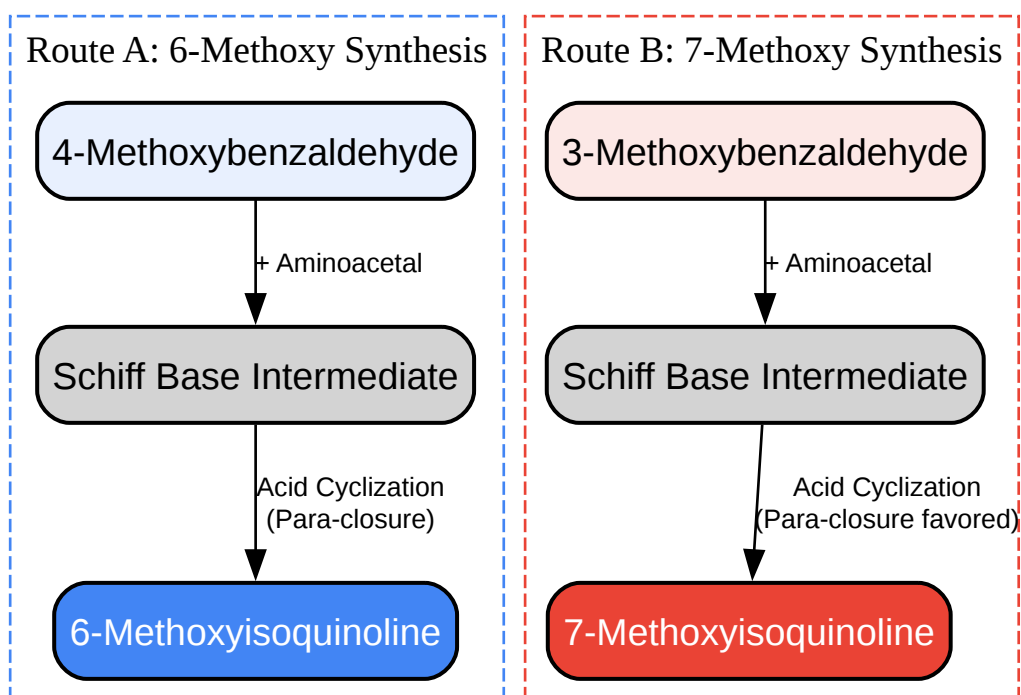 Route A: 6-Methoxy Synthesis
4-Methoxybenzaldehyde
+ Aminoacetal
Schiff Base Intermediate
Acid Cyclization
(Para-closure)
6-Methoxyisoquinoline
Route B: 7-Methoxy Synthesis
3-Methoxybenzaldehyde
+ Aminoacetal
Schiff Base Intermediate
Acid Cyclization
(Para-closure favored)
7-Methoxyisoquinoline